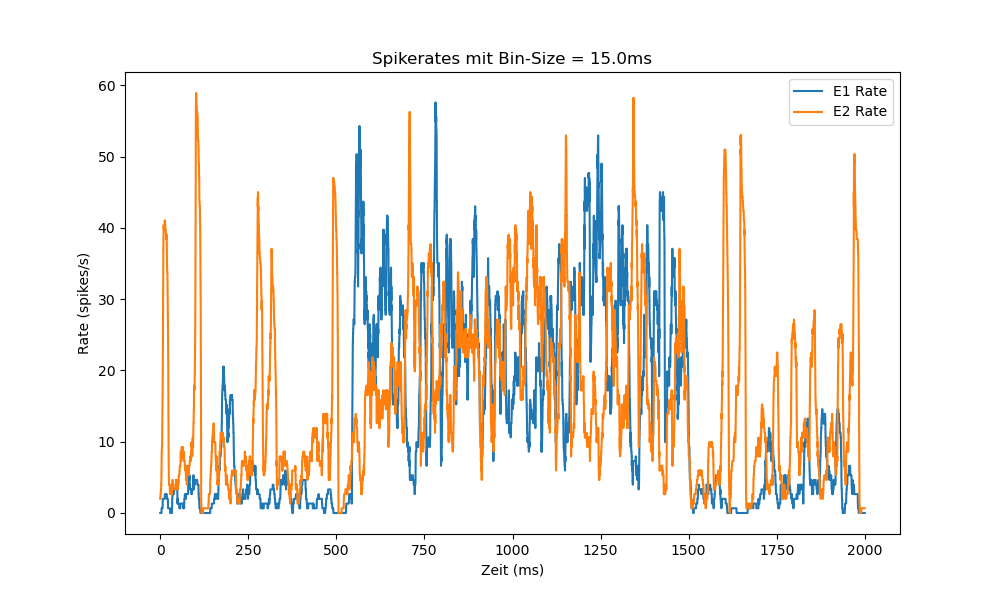 Spikerates mit Bin-Size = 15.0ms
E1 Rate
E2 Rate
Rate (spikes/s)
60
50
40
30
20
10
0
0 250 500 750 1000 1250 1500 1750 2000
Zeit (ms)